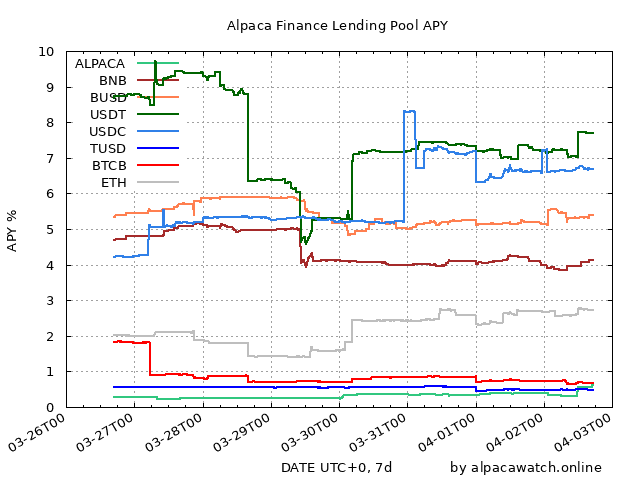 Alpaca Finance Lending Pool APY
10
9
8
7
6
5
4
3
2
1
0
APY %
ALPACA
BNB
BUSD
USDT
USDC
TUSD
BTCB
ETH
03-26T00
03-27T00
03-28T00
03-29T00
03-30T00
03-31T00
04-01T00
04-02T00
04-03T00
DATE UTC+0, 7d
by alpacawatch.online